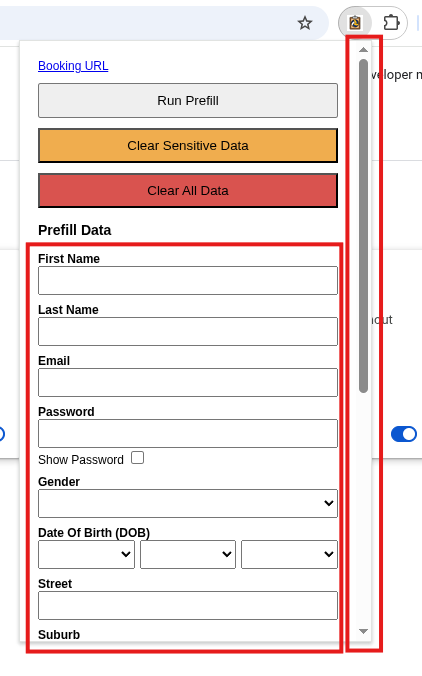 Booking URL
veloper n
Run Prefill
Clear Sensitive Data
Clear All Data
Prefill Data
First Name
Last Name
nout
Email
Password
Show Password
Gender
Date Of Birth (DOB)
Street
Suburb